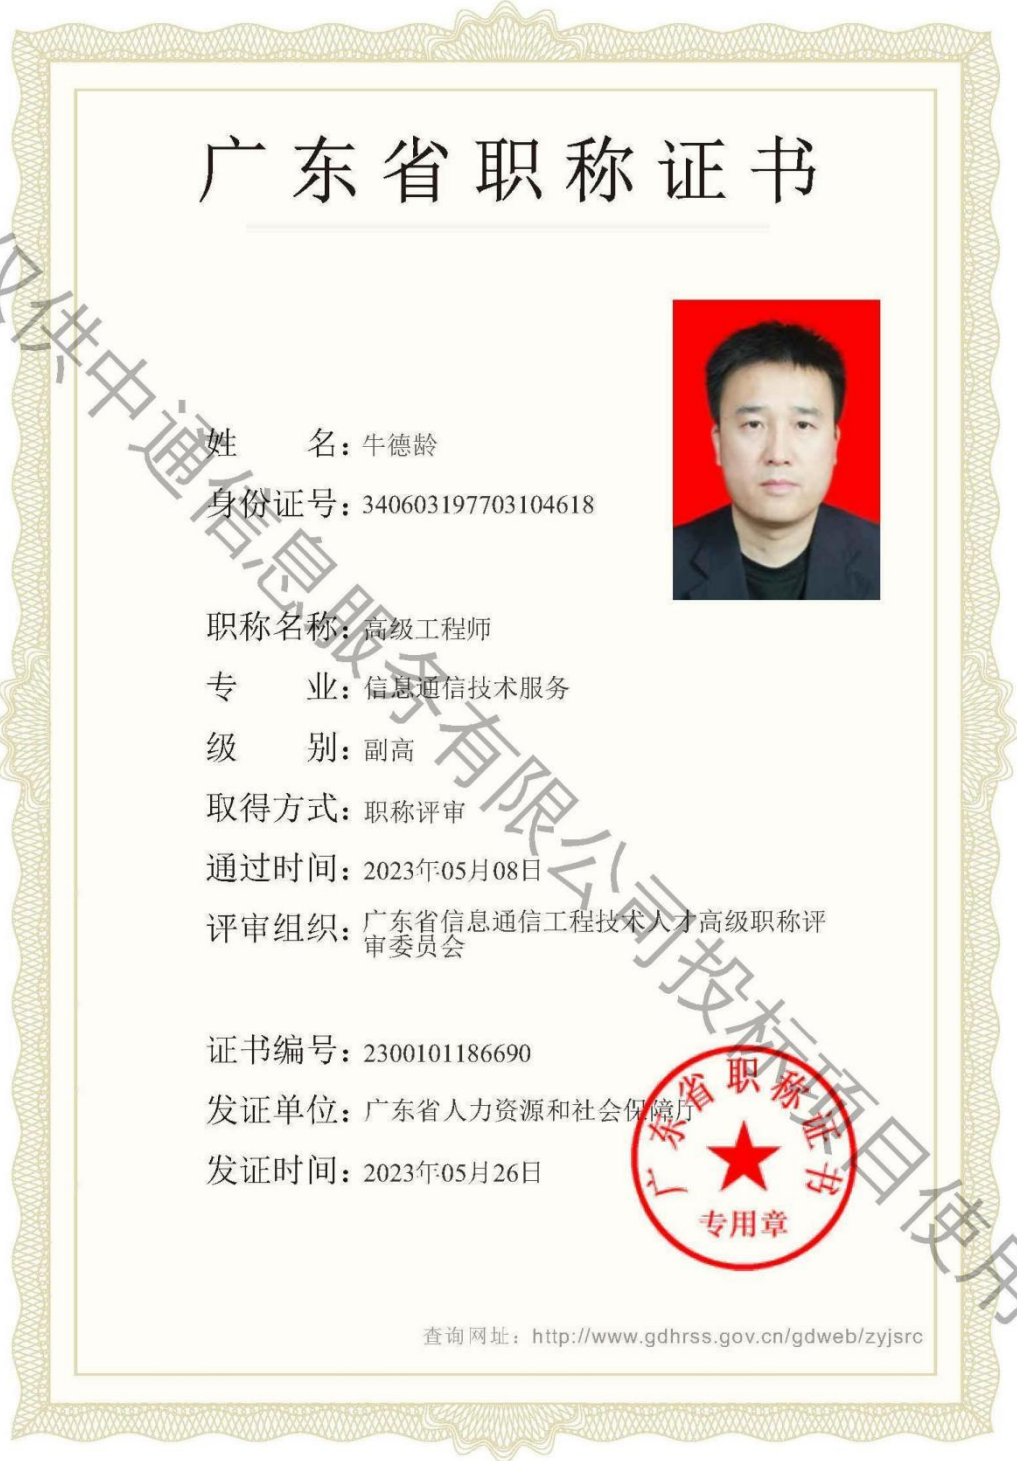 广东省职称证书
姓 名：牛德龄
身份证号：340603197703104618
职称名称：高级工程师
专 业：信息通信技术服务
级 别：副高
取得方式：职称评审
通过时间：2023年05月08日
评审组织：广东省信息通信工程技术人才高级职称评
审委员会
证书编号：2300101186690
发证单位：广东省人力资源和社会保障厅
发证时间：2023年05月26日
广东省职称证书
专用章
查询网址：http://www.gdhrss.gov.cn/gdweb/zyjsrc
仅供中通信息服务有限公司投标项目使用